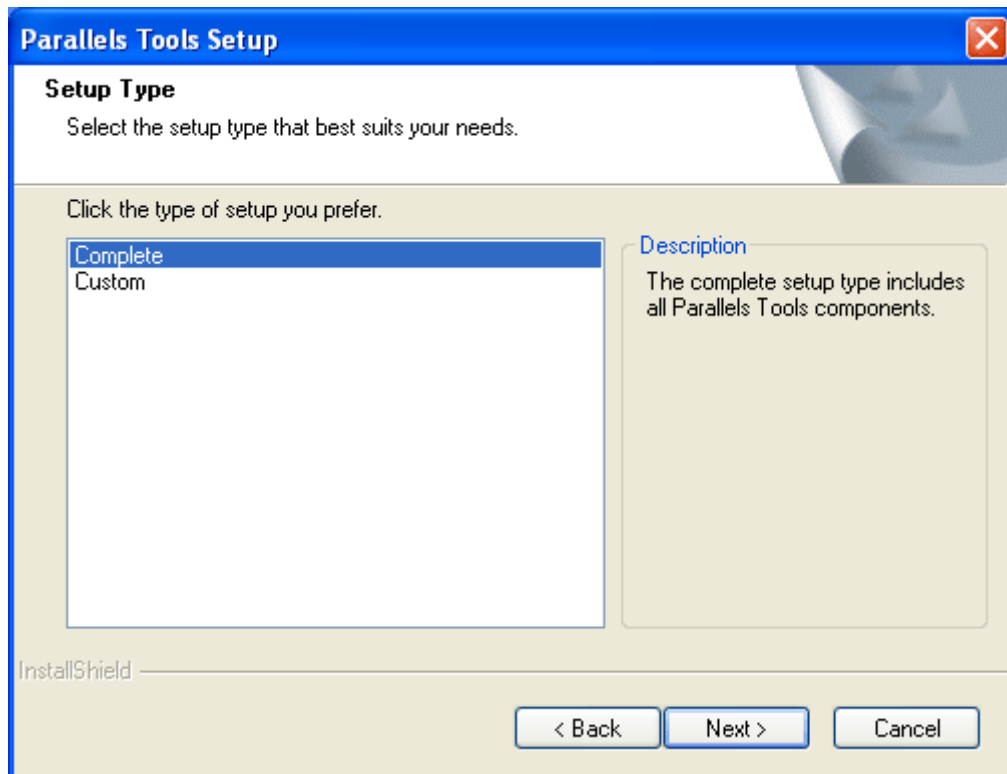 Parallels Tools Setup
Setup Type
Select the setup type that best suits your needs.
Click the type of setup you prefer.
Complete
Custom
Description
The complete setup type includes
all Parallels Tools components.
InstallShield
< Back
Next >
Cancel